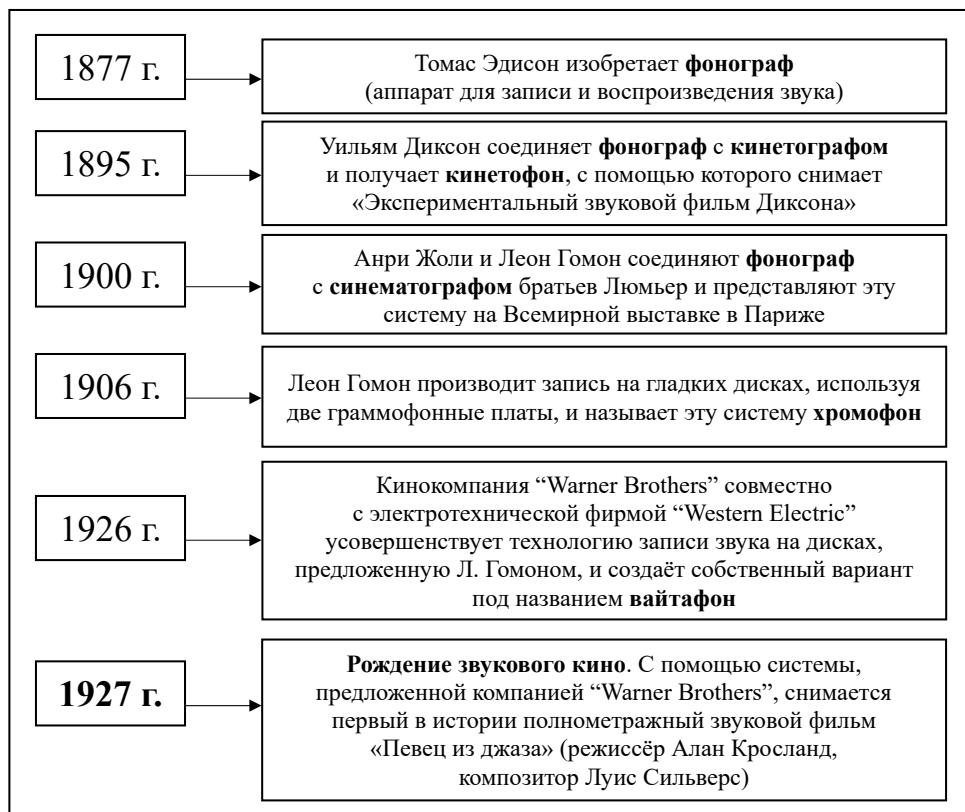 1877 г.
Томас Эдисон изобретает фонограф
(аппарат для записи и воспроизведения звука)
1895 г.
Уильям Диксон соединяет фонограф с кинетографом
и получает кинетофон, с помощью которого снимает
«Экспериментальный звуковой фильм Диксона»
1900 г.
Анри Жоли и Леон Гомон соединяют фонограф
с синематографом братьев Люмьер и представляют эту
систему на Всемирной выставке в Париже
1906 г.
Леон Гомон производит запись на гладких дисках, используя
две граммофонные платы, и называет эту систему хромофон
1926 г.
Кинокомпания “Warner Brothers” совместно
с электротехнической фирмой “Western Electric”
усовершенствует технологию записи звука на дисках,
предложенную Л. Гомоном, и создаёт собственный вариант
под названием вайтафон
1927 г.
Рождение звукового кино. С помощью системы,
предложенной компанией “Warner Brothers”, снимается
первый в истории полнометражный звуковой фильм
«Певец из джаза» (режиссёр Алан Кросланд,
композитор Луис Сильверс)